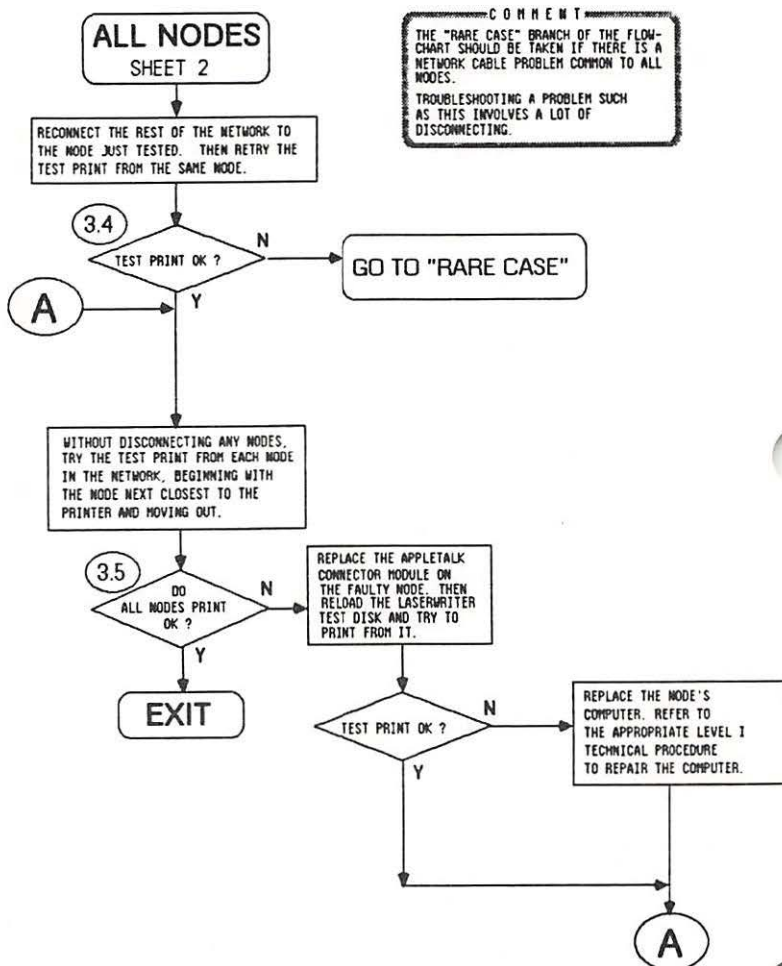 ALL NODES
SHEET 2
COMMENT
THE "RARE CASE" BRANCH OF THE FLOW-
CHART SHOULD BE TAKEN IF THERE IS A
NETWORK CABLE PROBLEM COMMON TO ALL
NODES.
TROUBLESHOOTING A PROBLEM SUCH
AS THIS INVOLVES A LOT OF
DISCONNECTING.
RECONNECT THE REST OF THE NETWORK TO
THE NODE JUST TESTED. THEN RETRY THE
TEST PRINT FROM THE SAME NODE.
3.4
TEST PRINT OK ?
N
GO TO "RARE CASE"
Y
A
WITHOUT DISCONNECTING ANY NODES,
TRY THE TEST PRINT FROM EACH NODE
IN THE NETWORK, BEGINNING WITH
THE NODE NEXT CLOSEST TO THE
PRINTER AND MOVING OUT.
3.5
DO
ALL NODES PRINT
OK ?
N
Y
EXIT
REPLACE THE APPLETALK
CONNECTOR MODULE ON
THE FAULTY NODE. THEN
RELOAD THE LASERWRITER
TEST DISK AND TRY TO
PRINT FROM IT.
TEST PRINT OK ?
N
Y
REPLACE THE NODE'S
COMPUTER. REFER TO
THE APPROPRIATE LEVEL I
TECHNICAL PROCEDURE
TO REPAIR THE COMPUTER.
A